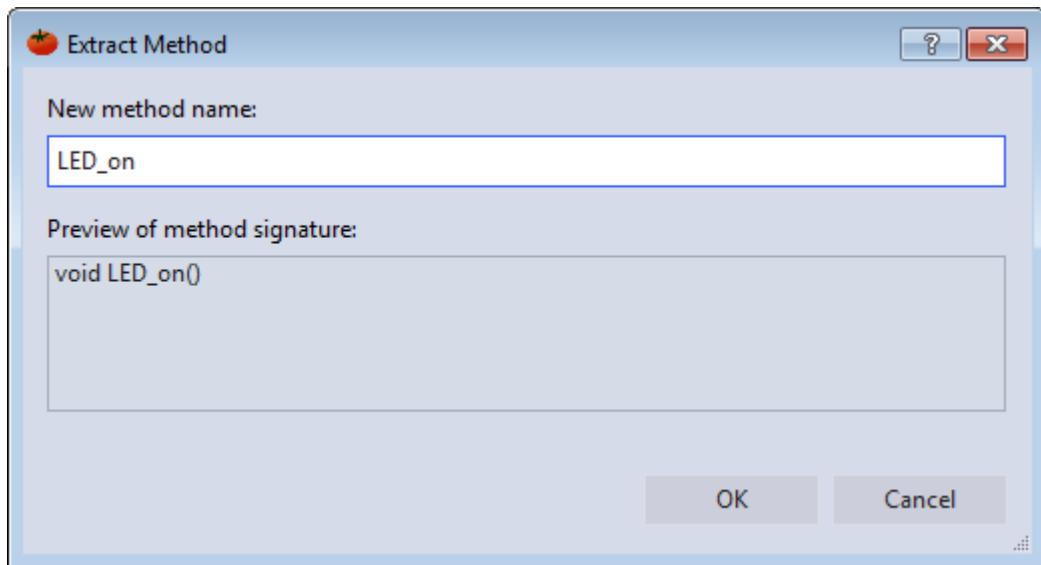 Extract Method
New method name:
LED_on
Preview of method signature:
void LED_on()
OK Cancel